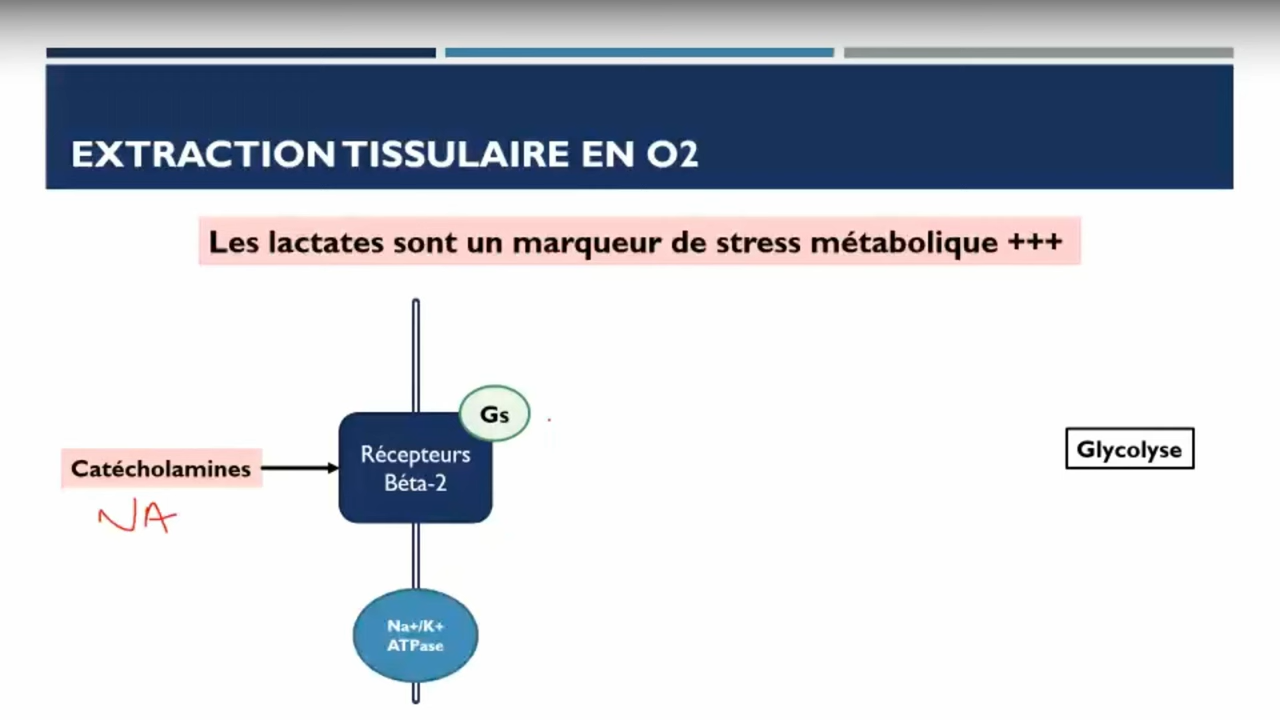 EXTRACTION TISSULAIRE EN O2
Les lactates sont un marqueur de stress métabolique +++
Gs
Récepteurs
Béta-2
Catécholamines
NA
Glycolyse
Na+/K+
ATPase